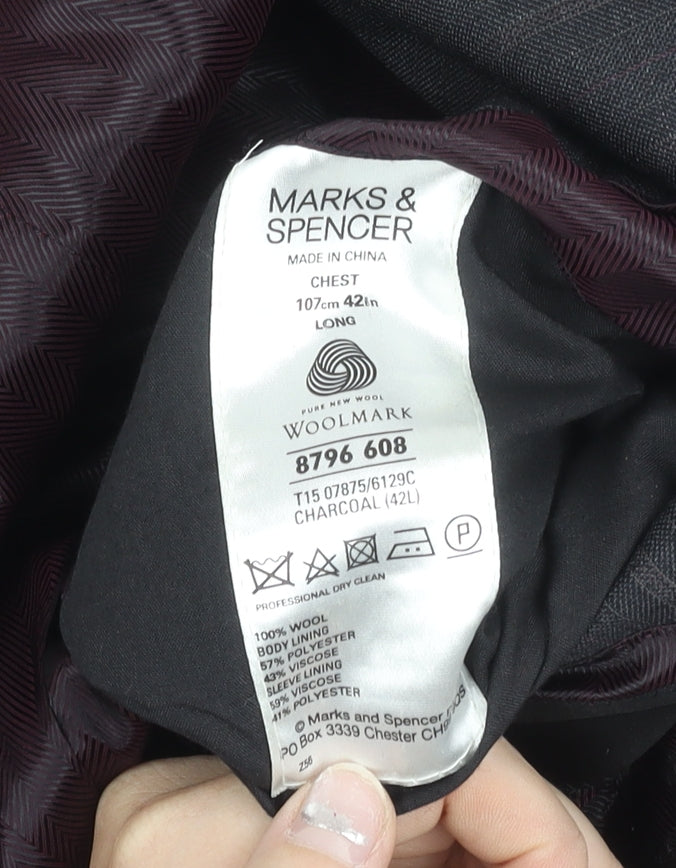 MARKS &
SPENCER
MADE IN CHINA
CHEST
107cm 42in
LONG
PURE NEW WOOL
WOOLMARK
8796 608
T15 07875/6129C
CHARCOAL (42L)
P
PROFESSIONAL DRY CLEAN
100% WOOL
BODY LINING
57% POLYESTER
43% VISCOSE
SLEEVE LINING
59% VISCOSE
41% POLYESTER
© Marks and Spencer
PO Box 3339 Chester
Z56